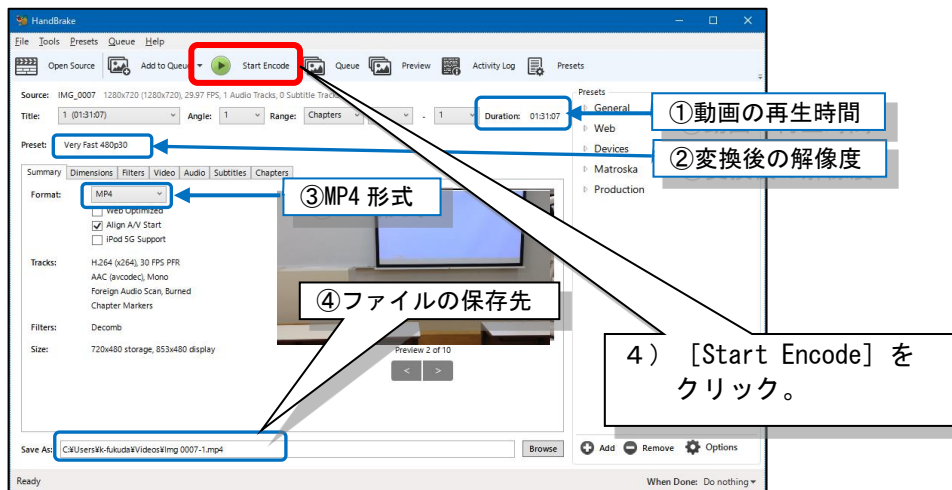 HandBrake
File Tools Presets Queue Help
Open Source Add to Queue Start Encode Queue Preview Activity Log Presets
Source: IMG_0007 1280x720 (1280x720), 29.97 FPS, 1 Audio Tracks, 0 Subtitle Tracks
Title: 1 (01:31:07) Angle: 1 Range: Chapters - 1 Duration: 01:31:07
Preset: Very Fast 480p30
Summary Dimensions Filters Video Audio Subtitles Chapters
Format: MP4
Web Optimized
Align A/V Start
iPod 5G Support
Tracks: H.264 (x264), 30 FPS PFR
AAC (avcodec), Mono
Foreign Audio Scan, Burned
Chapter Markers
Filters: Decomb
Size: 720x480 storage, 853x480 display
Preview 2 of 10
< >
Save As: C:¥Users¥k-fukuda¥Videos¥Img 0007-1.mp4 Browse
Presets
General
Web
Devices
Matroska
Production
Add Remove Options
Ready
When Done: Do nothing
①動画の再生時間
②変換後の解像度
③MP4 形式
④ファイルの保存先
4） [Start Encode] を
クリック。